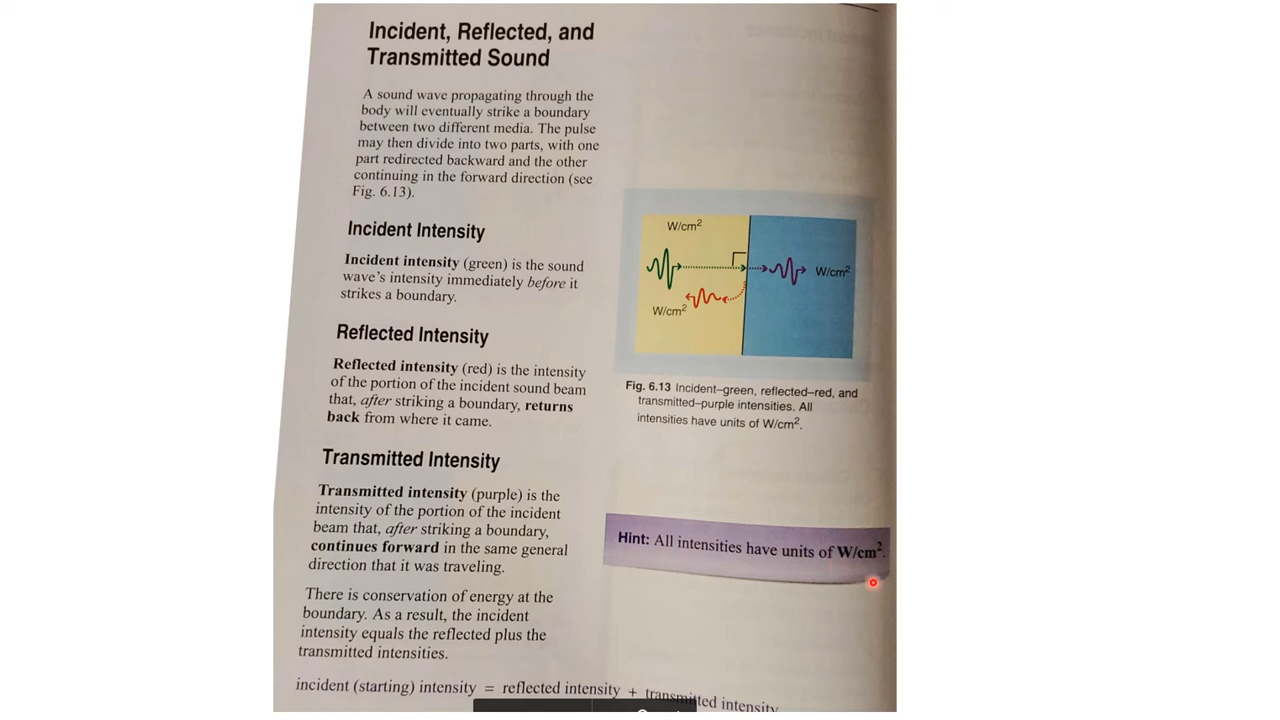 Incident, Reflected, and
Transmitted Sound
A sound wave propagating through the
body will eventually strike a boundary
between two different media. The pulse
may then divide into two parts, with one
part redirected backward and the other
continuing in the forward direction (see
Fig. 6.13).
Incident Intensity
Incident intensity (green) is the sound
wave's intensity immediately before it
strikes a boundary.
Reflected Intensity
Reflected intensity (red) is the intensity
of the portion of the incident sound beam
that, after striking a boundary, returns
back from where it came.
Transmitted Intensity
Transmitted intensity (purple) is the
intensity of the portion of the incident
beam that, after striking a boundary,
continues forward in the same general
direction that it was traveling.
There is conservation of energy at the
boundary. As a result, the incident
intensity equals the reflected plus the
transmitted intensities.
incident (starting) intensity = reflected intensity + transmitted intensity
W/cm²
W/cm²
W/cm²
Fig. 6.13 Incident–green, reflected–red, and
transmitted–purple intensities. All
intensities have units of W/cm².
Hint: All intensities have units of W/cm².